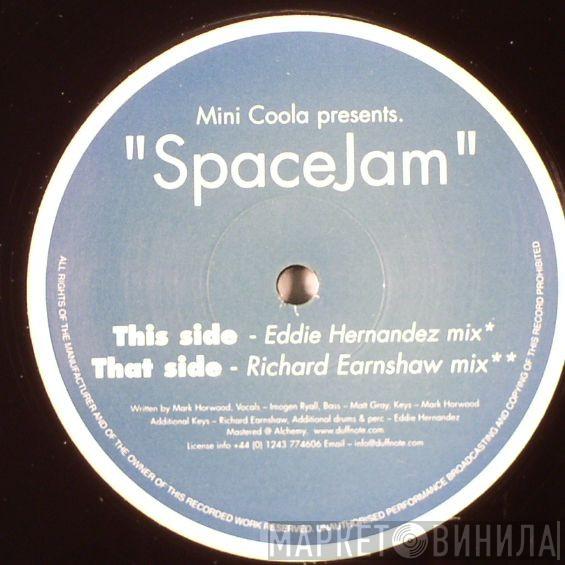 Mini Coola presents.
"SpaceJam"
This side - Eddie Hernandez mix*
That side - Richard Earnshaw mix**
Written by Mark Horwood, Vocals – Imogen Ryall, Bass – Matt Gray, Keys – Mark Horwood
Additional Keys – Richard Earnshaw, Additional drums & perc – Eddie Hernandez
Mastered @ Alchemy. www.duffnote.com
License info +44 (0) 1243 774606 Email – info@duffnote.com
ALL RIGHTS OF THE MANUFACTURER AND OF THE OWNER OF THIS RECORDED WORK RESERVED. UNAUTHORISED PERFORMANCE BROADCASTING AND COPYING OF THIS RECORD PROHIBITED
МАРКЕТ ВИНИЛА